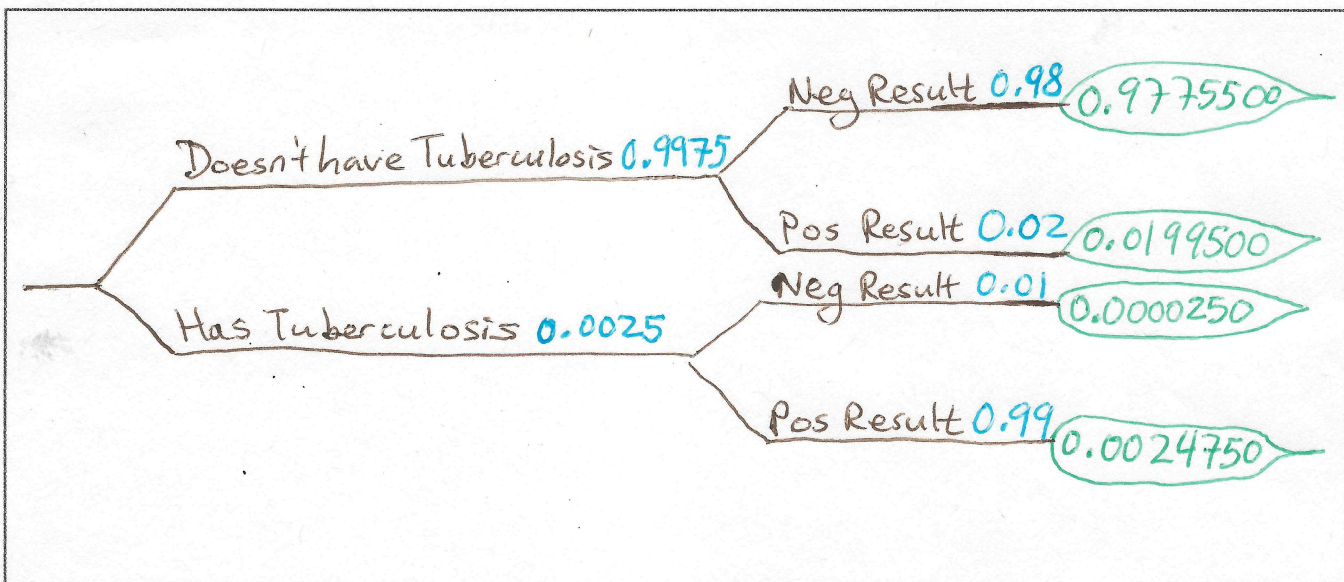 Neg Result 0.98 0.9775500
Doesn't have Tuberculosis 0.9975
Pos Result 0.02 0.0199500
Neg Result 0.01 0.0000250
Has Tuberculosis 0.0025
Pos Result 0.99 0.0024750